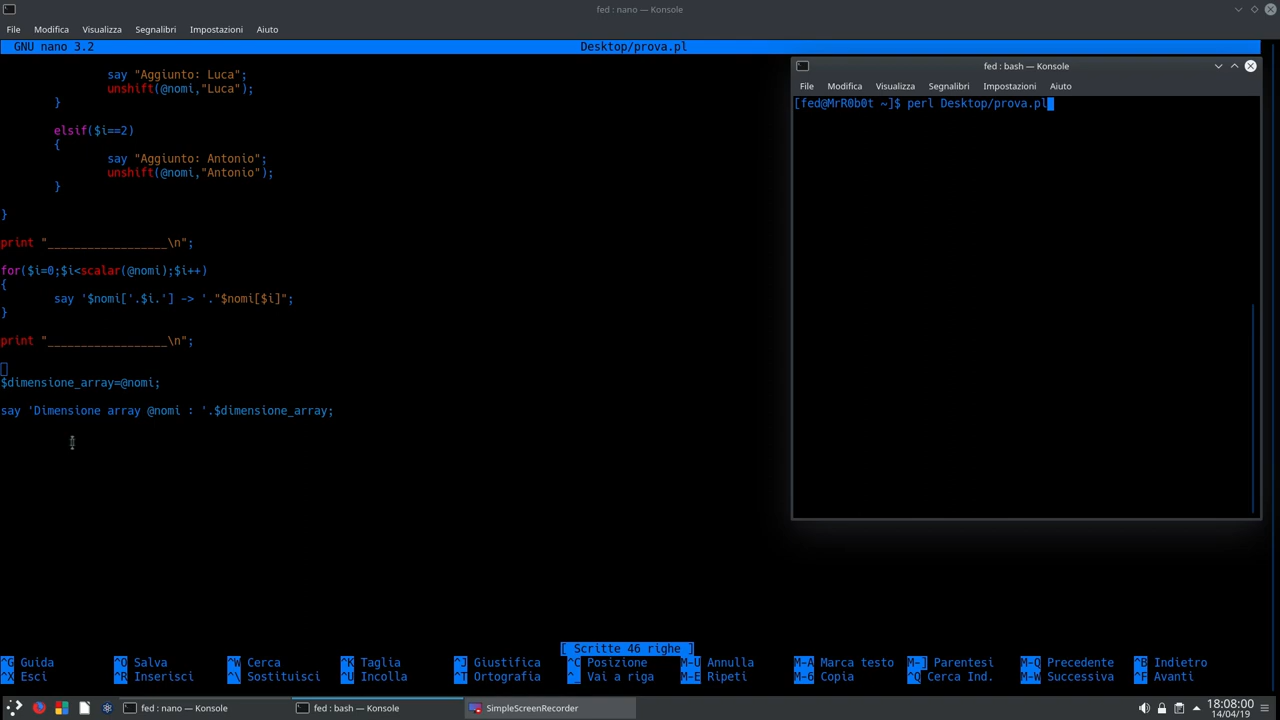 fed : nano — Konsole
File Modifica Visualizza Segnalibri Impostazioni Aiuto
GNU nano 3.2 Desktop/prova.pl
say "Aggiunto: Luca";
unshift(@nomi,"Luca");
}
elsif($i==2)
{
say "Aggiunto: Antonio";
unshift(@nomi,"Antonio");
}
}
print "__________________\n";
for($i=0;$i<scalar(@nomi);$i++)
{
say '$nomi['.$i.'] -> '."$nomi[$i]";
}
print "__________________\n";
$dimensione_array=@nomi;
say 'Dimensione array @nomi : '.$dimensione_array;
fed : bash — Konsole
File Modifica Visualizza Segnalibri Impostazioni Aiuto
[fed@MrR0b0t ~]$ perl Desktop/prova.pl
[ Scritte 46 righe ]
^G Guida ^O Salva ^W Cerca ^K Taglia ^J Giustifica ^C Posizione M-U Annulla M-A Marca testo M-] Parentesi M-Q Precedente ^B Indietro
^X Esci ^R Inserisci ^\ Sostituisci ^U Incolla ^T Ortografia ^_ Vai a riga M-E Ripeti M-6 Copia ^Q Cerca Ind. M-W Successiva ^F Avanti
fed : nano — Konsole fed : bash — Konsole SimpleScreenRecorder 18:08:00
14/04/19